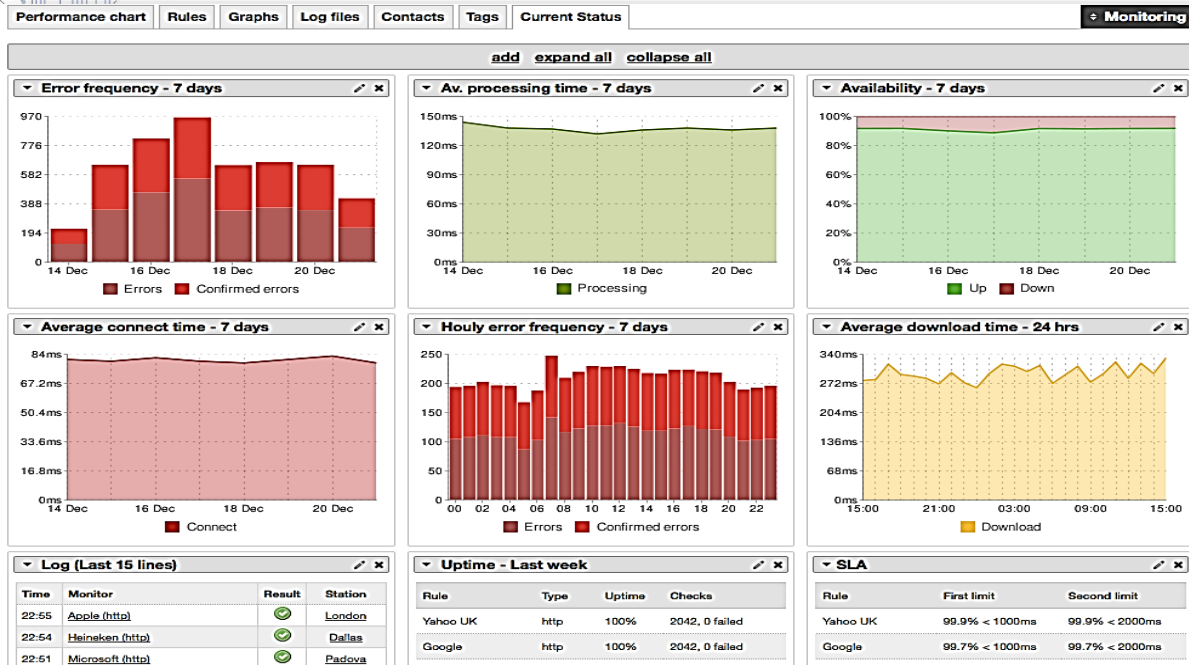 Performance chart Rules Graphs Log files Contacts Tags Current Status Monitoring
add expand all collapse all
Error frequency - 7 days
970
776
582
388
194
0
14 Dec 16 Dec 18 Dec 20 Dec
Errors Confirmed errors
Av. processing time - 7 days
150ms
120ms
90ms
60ms
30ms
0ms
14 Dec 16 Dec 18 Dec 20 Dec
Processing
Availability - 7 days
100%
80%
60%
40%
20%
0%
14 Dec 16 Dec 18 Dec 20 Dec
Up Down
Average connect time - 7 days
84ms
67.2ms
50.4ms
33.6ms
16.8ms
0ms
14 Dec 16 Dec 18 Dec 20 Dec
Connect
Houly error frequency - 7 days
250
200
150
100
50
0
00 02 04 06 08 10 12 14 16 18 20 22
Errors Confirmed errors
Average download time - 24 hrs
340ms
272ms
204ms
136ms
68ms
0ms
15:00 21:00 03:00 09:00 15:00
Download
Log (Last 15 lines)
Time Monitor Result Station
22:55 Apple (http) London
22:54 Heineken (http) Dallas
22:51 Microsoft (http) Padova
Uptime - Last week
Rule Type Uptime Checks
Yahoo UK http 100% 2042, 0 failed
Google http 100% 2042, 0 failed
SLA
Rule First limit Second limit
Yahoo UK 99.9% < 1000ms 99.9% < 2000ms
Google 99.7% < 1000ms 99.7% < 2000ms